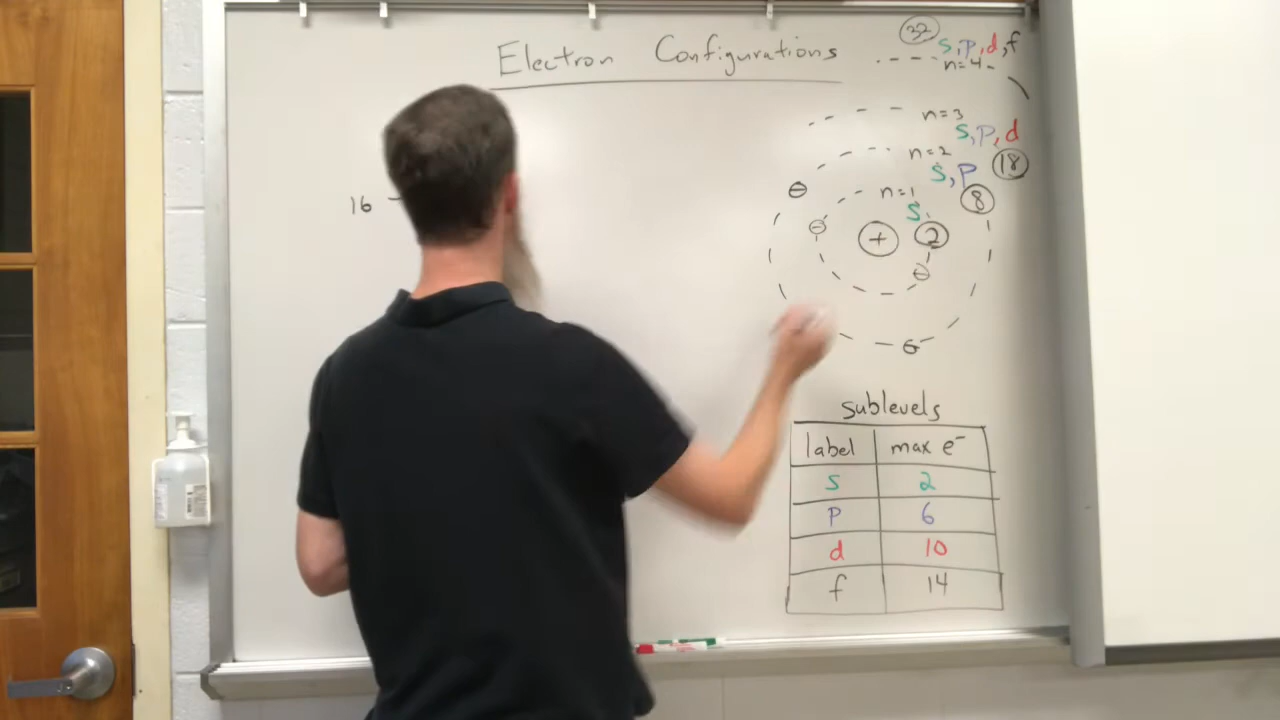 Electron Configurations
32
s, p, d, f
n=4
n=3
s, p, d
18
n=2
s, p
8
n=1
s
2
+
16
sublevels
label max e⁻
s 2
p 6
d 10
f 14